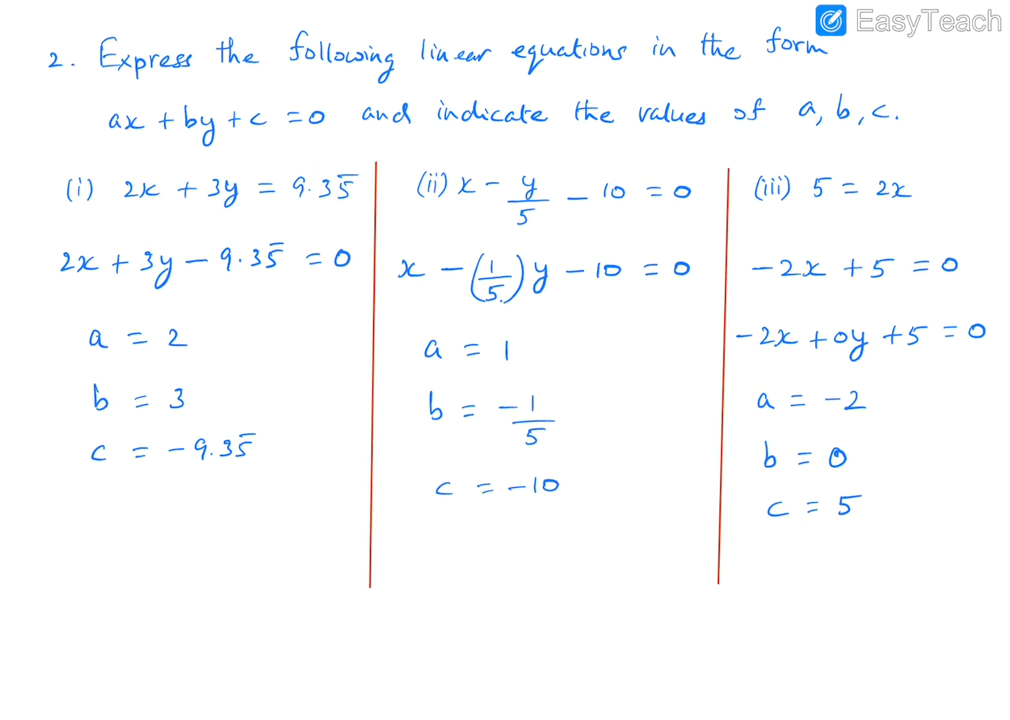 EasyTeach
2. Express the following linear equations in the form
ax + by + c = 0 and indicate the values of a, b, c.
(i) 2x + 3y = 9.35̅
2x + 3y - 9.35̅ = 0
a = 2
b = 3
c = -9.35̅
(ii) x - y/5 - 10 = 0
x - (1/5)y - 10 = 0
a = 1
b = -1/5
c = -10
(iii) 5 = 2x
-2x + 5 = 0
-2x + 0y + 5 = 0
a = -2
b = 0
c = 5